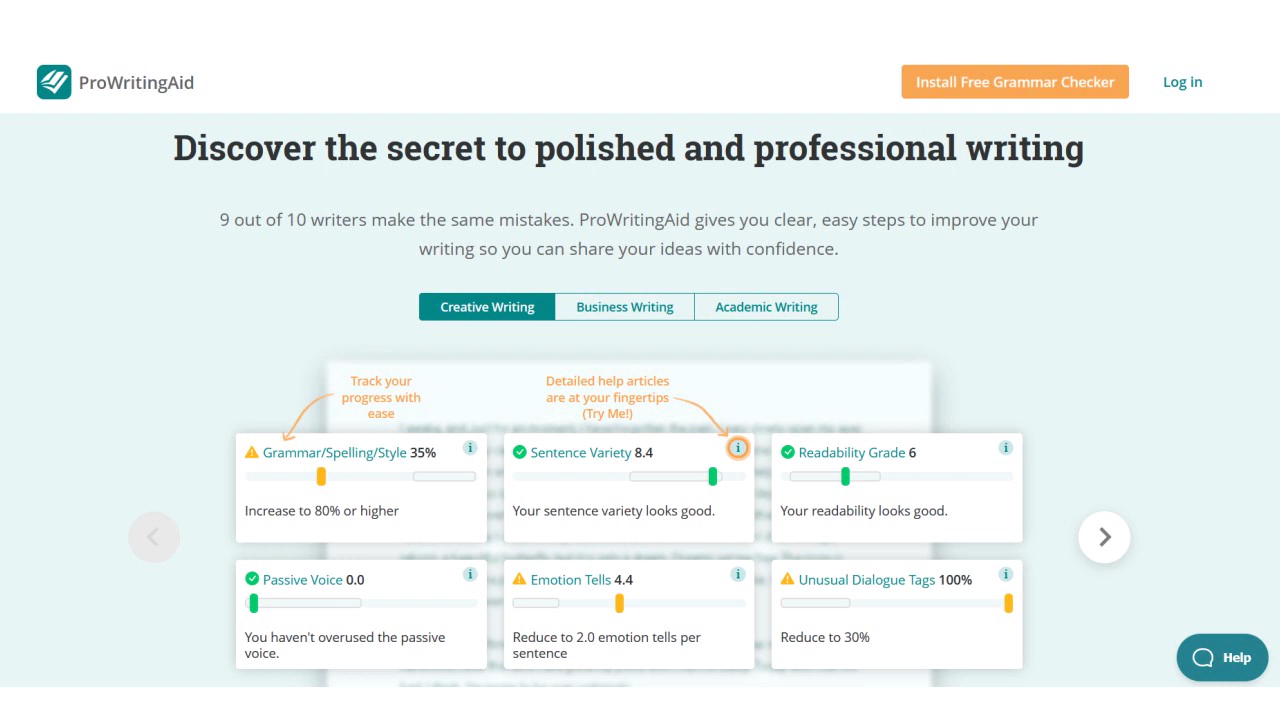 ProWritingAid
Install Free Grammar Checker
Log in
Discover the secret to polished and professional writing
9 out of 10 writers make the same mistakes. ProWritingAid gives you clear, easy steps to improve your
writing so you can share your ideas with confidence.
Creative Writing
Business Writing
Academic Writing
Track your
progress with
ease
Detailed help articles
are at your fingertips
(Try Me!)
Grammar/Spelling/Style 35%
Increase to 80% or higher
Sentence Variety 8.4
Your sentence variety looks good.
Readability Grade 6
Your readability looks good.
Passive Voice 0.0
You haven't overused the passive
voice.
Emotion Tells 4.4
Reduce to 2.0 emotion tells per
sentence
Unusual Dialogue Tags 100%
Reduce to 30%
Help